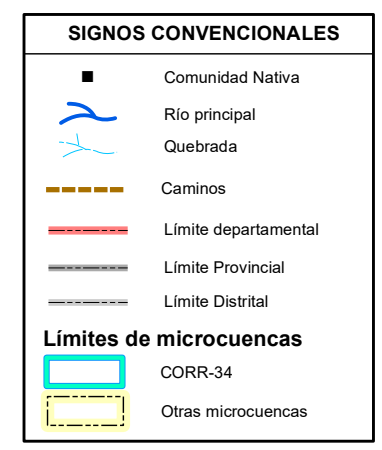 SIGNOS CONVENCIONALES
Comunidad Nativa
Río principal
Quebrada
Caminos
Límite departamental
Límite Provincial
Límite Distrital
Límites de microcuencas
CORR-34
Otras microcuencas